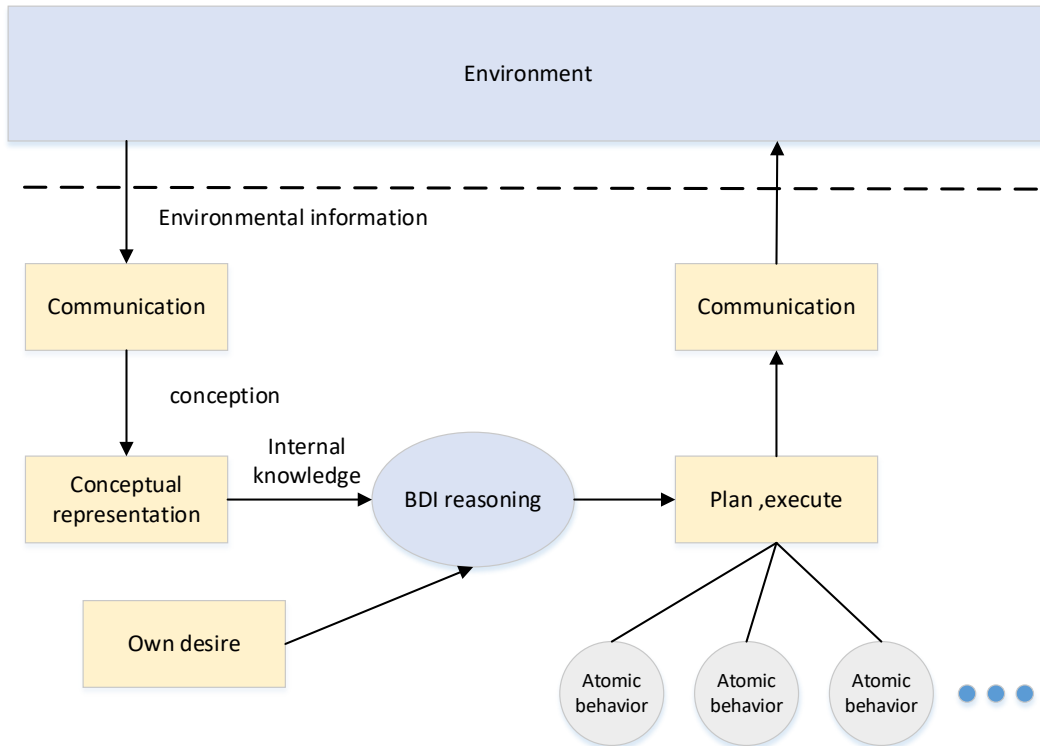 Environment
Environmental information
Communication
Communication
conception
Internal
knowledge
Conceptual
representation
BDI reasoning
Plan ,execute
Own desire
Atomic
behavior
Atomic
behavior
Atomic
behavior